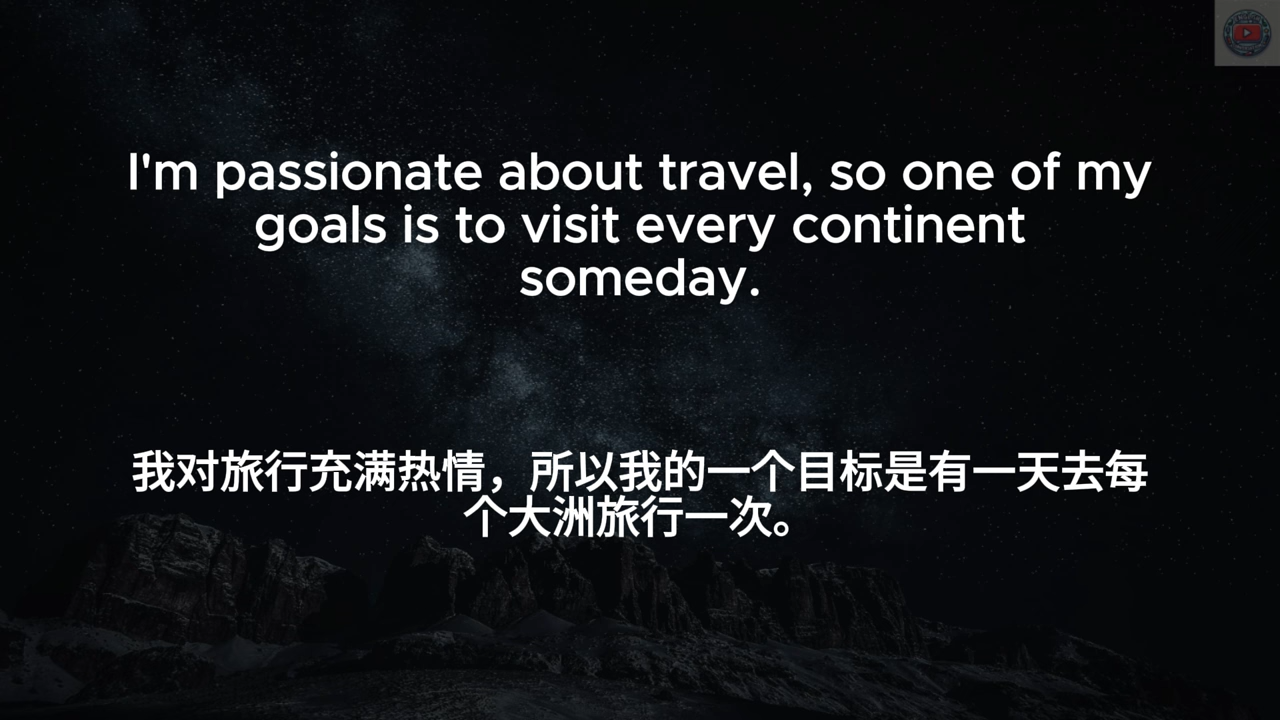 I'm passionate about travel, so one of my
goals is to visit every continent
someday.
我对旅行充满热情，所以我的一个目标是有一天去每
个大洲旅行一次。